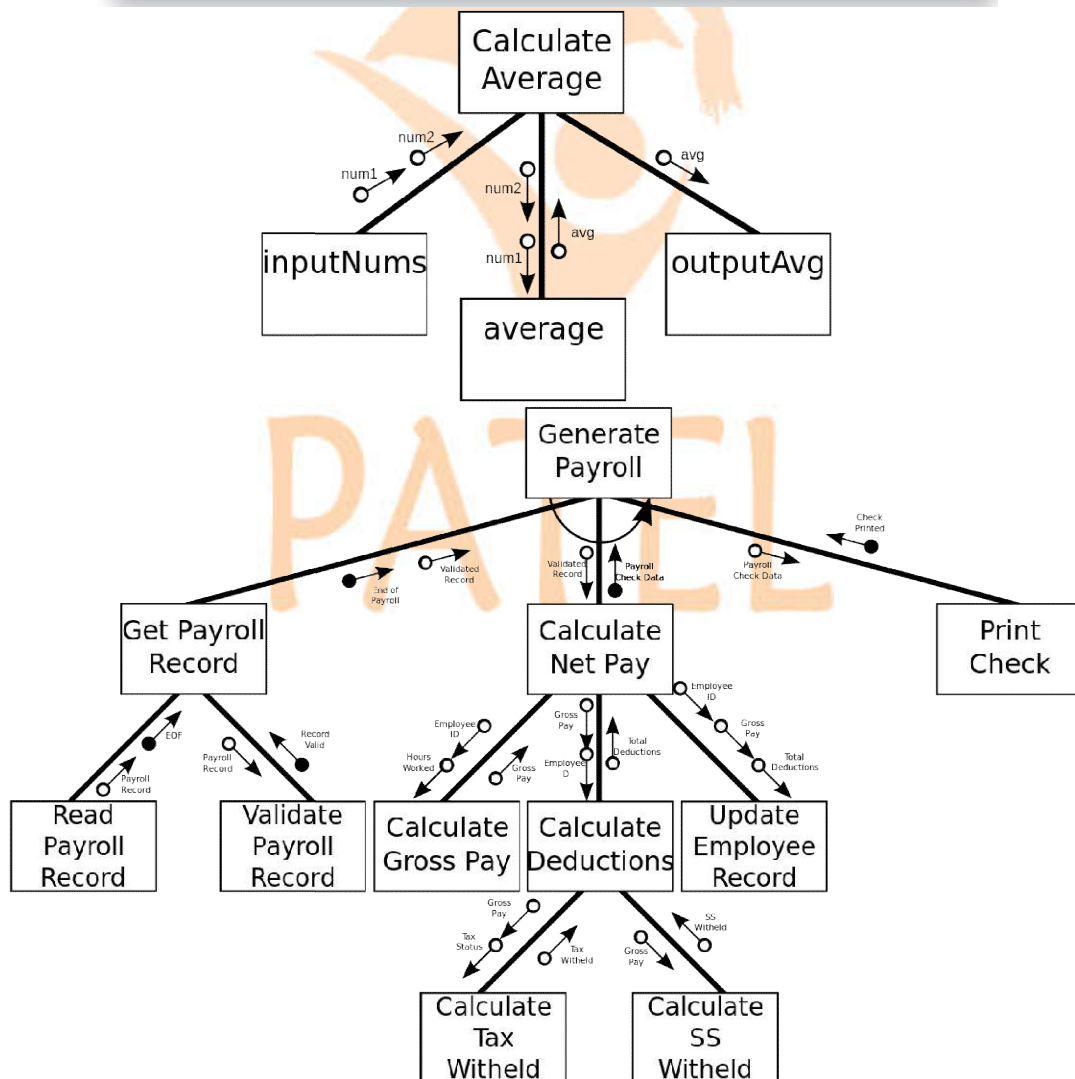 Calculate
Average
num2
num1
num2
num1
avg
avg
inputNums
average
outputAvg
PATEL
Generate
Payroll
End of
Payroll
Validated
Record
Validated
Record
Payroll
Check Data
Payroll
Check Data
Check
Printed
Get Payroll
Record
Calculate
Net Pay
Print
Check
Payroll
Record
EOF
Payroll
Record
Record
Valid
Employee
ID
Hours
Worked
Gross
Pay
Gross
Pay
Employee
D
Total
Deductions
Employee
ID
Gross
Pay
Total
Deductions
Read
Payroll
Record
Validate
Payroll
Record
Calculate
Gross Pay
Calculate
Deductions
Update
Employee
Record
Gross
Pay
Tax
Status
Tax
Witheld
Gross
Pay
SS
Witheld
Calculate
Tax
Witheld
Calculate
SS
Witheld